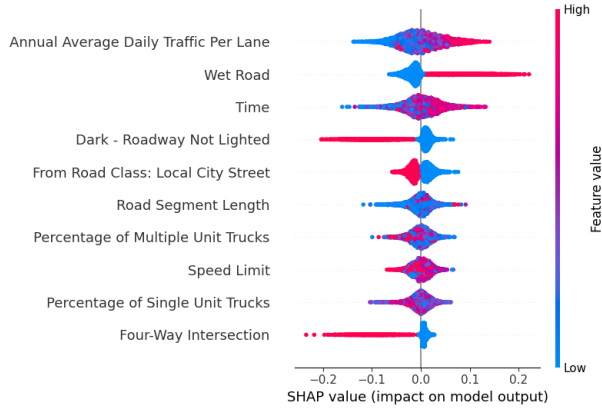 High
Annual Average Daily Traffic Per Lane
Wet Road
Time
Dark - Roadway Not Lighted
From Road Class: Local City Street
Road Segment Length
Percentage of Multiple Unit Trucks
Speed Limit
Percentage of Single Unit Trucks
Four-Way Intersection
Feature value
Low
−0.2 −0.1 0.0 0.1 0.2
SHAP value (impact on model output)